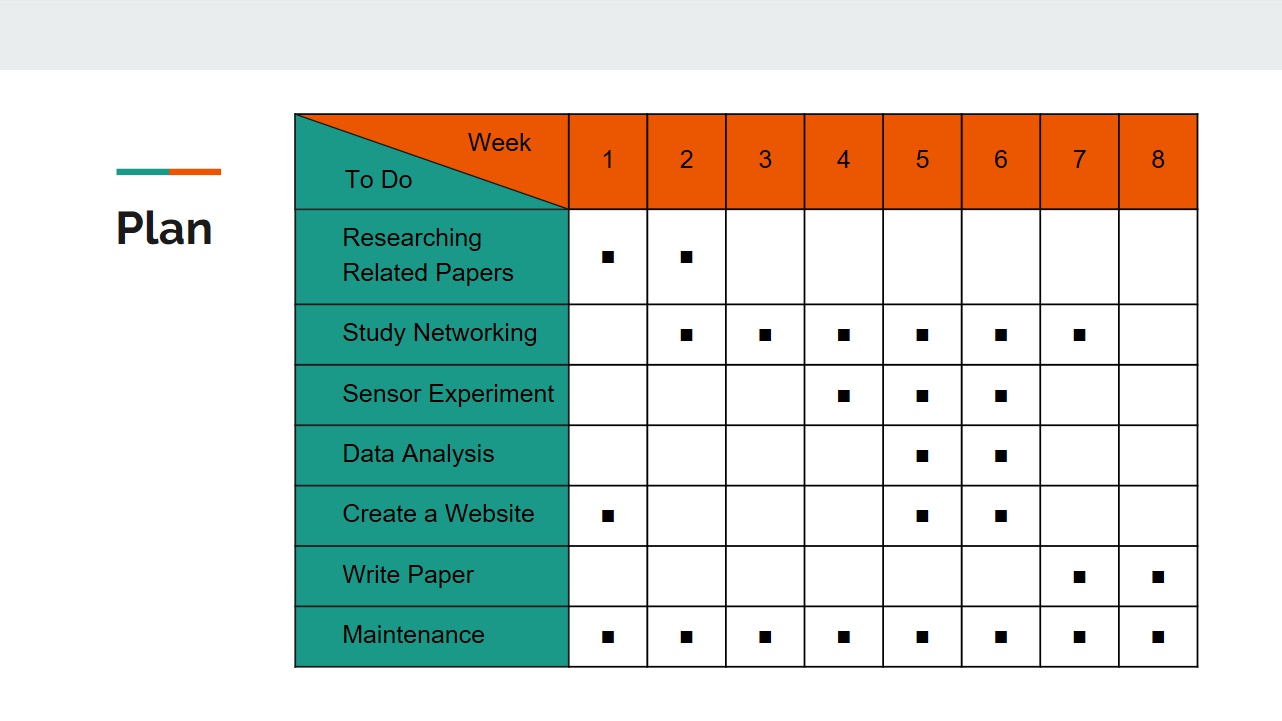 Plan
Week
To Do
1 2 3 4 5 6 7 8
Researching
Related Papers
■ ■
Study Networking ■ ■ ■ ■ ■ ■
Sensor Experiment ■ ■ ■
Data Analysis ■ ■
Create a Website ■ ■ ■
Write Paper ■ ■
Maintenance ■ ■ ■ ■ ■ ■ ■ ■